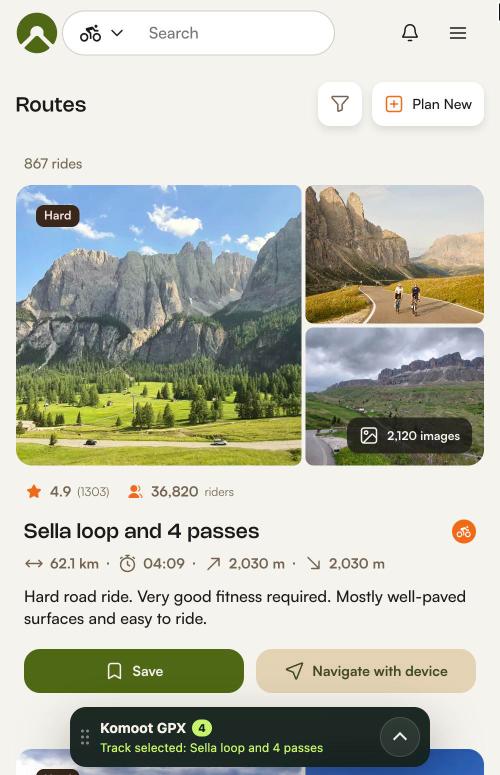 Search
Routes
Plan New
867 rides
Hard
2,120 images
4.9 (1303) 36,820 riders
Sella loop and 4 passes
62.1 km · 04:09 · 2,030 m · 2,030 m
Hard road ride. Very good fitness required. Mostly well-paved
surfaces and easy to ride.
Save
Navigate with device
Komoot GPX 4
Track selected: Sella loop and 4 passes